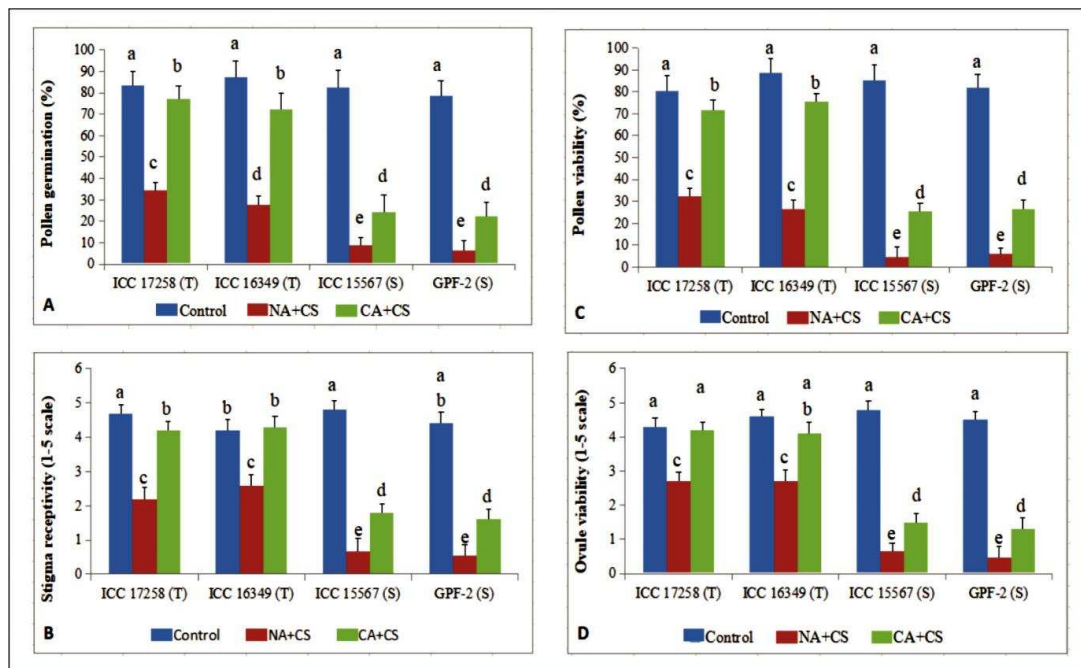 Pollen germination (%)
100
90
80
70
60
50
40
30
20
10
0
a b a b a a
c d e d e d
ICC 17258 (T) ICC 16349 (T) ICC 15567 (S) GPF-2 (S)
A
Control NA+CS CA+CS
Pollen viability (%)
100
90
80
70
60
50
40
30
20
10
0
a b a b a a
c c e d e d
ICC 17258 (T) ICC 16349 (T) ICC 15567 (S) GPF-2 (S)
C
Control NA+CS CA+CS
Stigma receptivity (1-5 scale)
6
5
4
3
2
1
0
a b b b a a
b
c c e d e d
ICC 17258 (T) ICC 16349 (T) ICC 15567 (S) GPF-2 (S)
B
Control NA+CS CA+CS
Ovule viability (1-5 scale)
6
5
4
3
2
1
0
a a a a a a
b
c c e d e d
ICC 17258 (T) ICC 16349 (T) ICC 15567 (S) GPF-2 (S)
D
Control NA+CS CA+CS